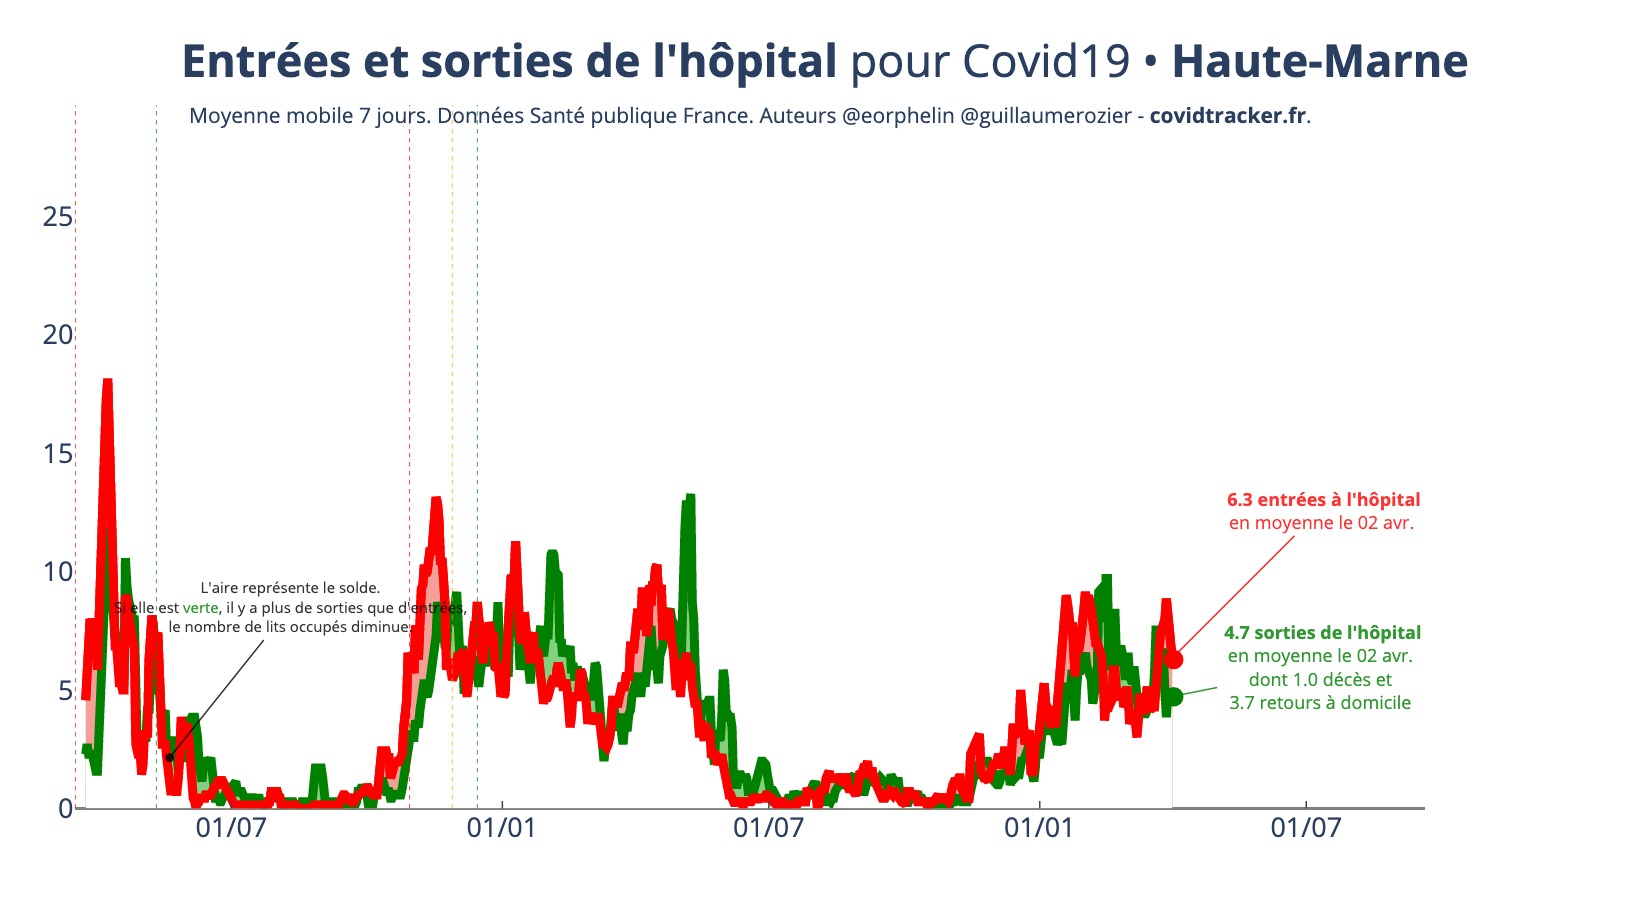 Entrées et sorties de l'hôpital pour Covid19 • Haute-Marne
Moyenne mobile 7 jours. Données Santé publique France. Auteurs @eorphelin @guillaumerozier - covidtracker.fr.
25
20
15
10
5
0
L'aire représente le solde.
Si elle est verte, il y a plus de sorties que d'entrées,
le nombre de lits occupés diminue.
6.3 entrées à l'hôpital
en moyenne le 02 avr.
4.7 sorties de l'hôpital
en moyenne le 02 avr.
dont 1.0 décès et
3.7 retours à domicile
01/07
01/01
01/07
01/01
01/07